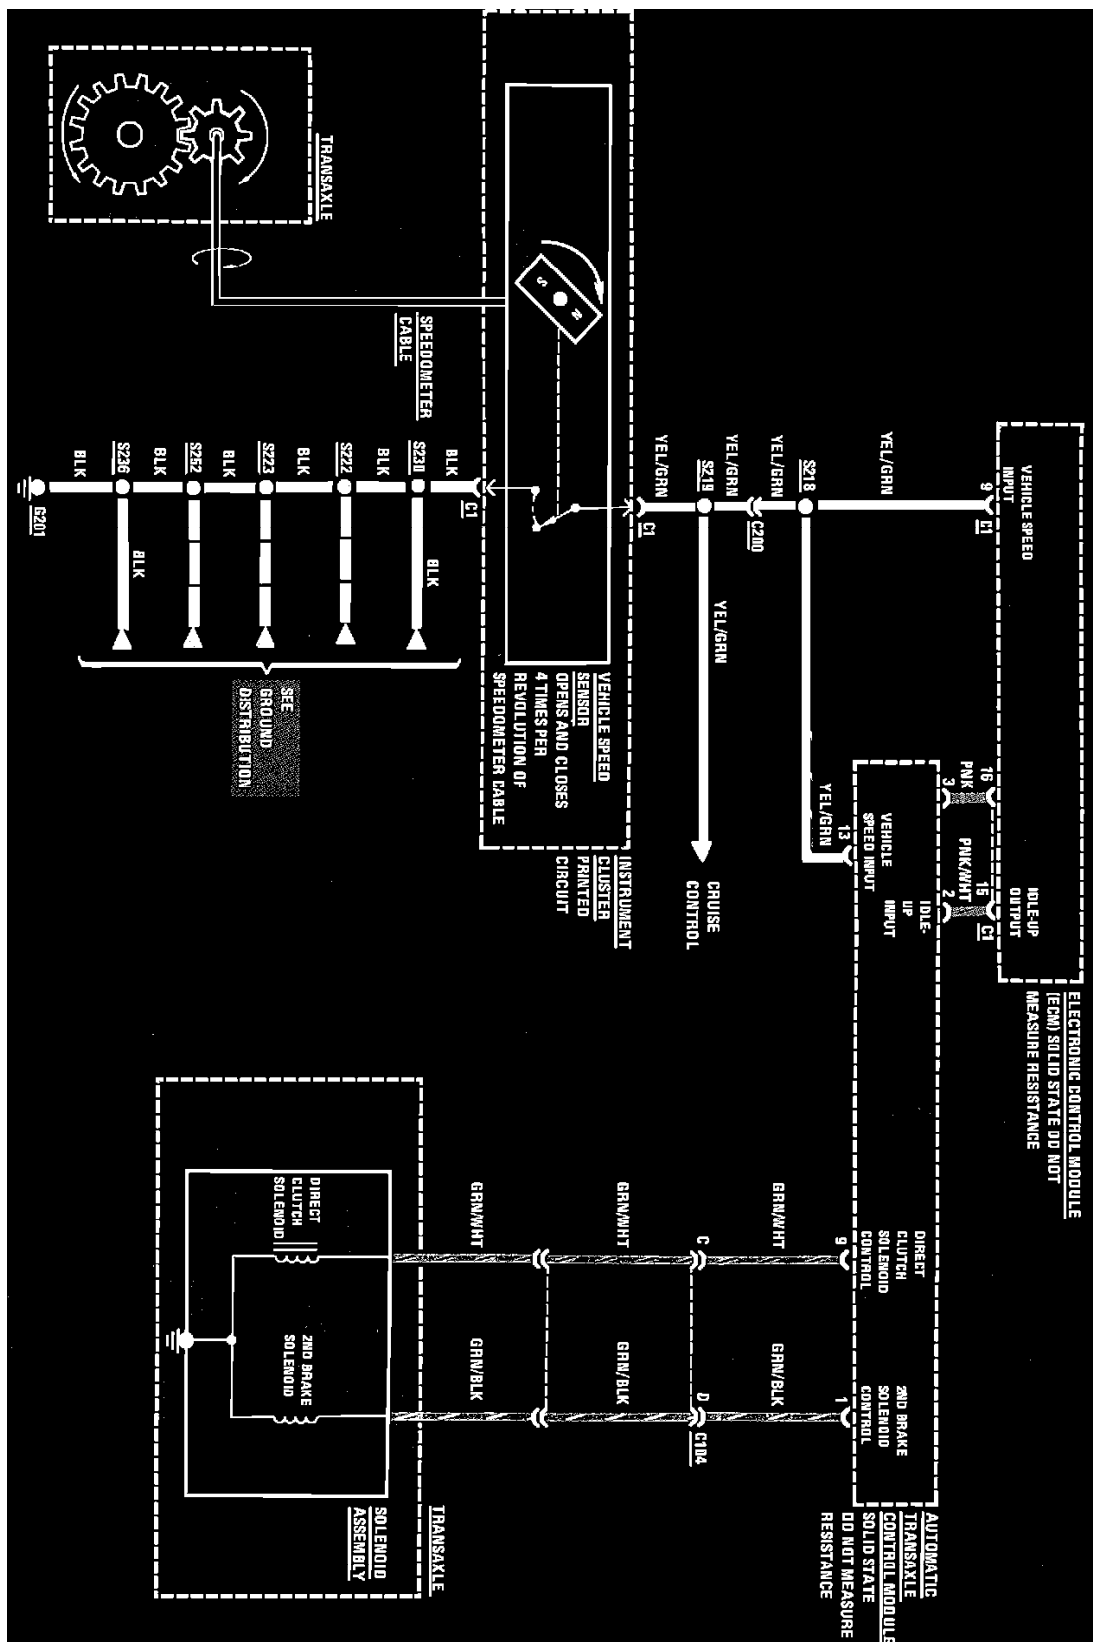 ELECTRONIC CONTROL MODULE
(ECM) SOLID STATE DO NOT
MEASURE RESISTANCE
VEHICLE SPEED
INPUT
IDLE-UP
OUTPUT
9
C1
16
15
C1
PNK
PNK/WHT
3
2
YEL/GRN
AUTOMATIC
TRANSAXLE
CONTROL MODULE
SOLID STATE
DO NOT MEASURE
RESISTANCE
IDLE-
UP
INPUT
VEHICLE
SPEED INPUT
DIRECT
CLUTCH
SOLENOID
CONTROL
2ND BRAKE
SOLENOID
CONTROL
13
9
1
YEL/GRN
S218
YEL/GRN
C200
YEL/GRN
S219
YEL/GRN
CRUISE
CONTROL
YEL/GRN
C1
GRN/WHT
GRN/BLK
C
D
C104
GRN/WHT
GRN/BLK
GRN/WHT
GRN/BLK
INSTRUMENT
CLUSTER
PRINTED
CIRCUIT
VEHICLE SPEED
SENSOR
OPENS AND CLOSES
4 TIMES PER
REVOLUTION OF
SPEEDOMETER CABLE
S
N
C1
SPEEDOMETER
CABLE
BLK
S230
BLK
BLK
S222
BLK
S223
BLK
S252
BLK
S236
BLK
BLK
G201
SEE
GROUND
DISTRIBUTION
TRANSAXLE
TRANSAXLE
SOLENOID
ASSEMBLY
DIRECT
CLUTCH
SOLENOID
2ND BRAKE
SOLENOID